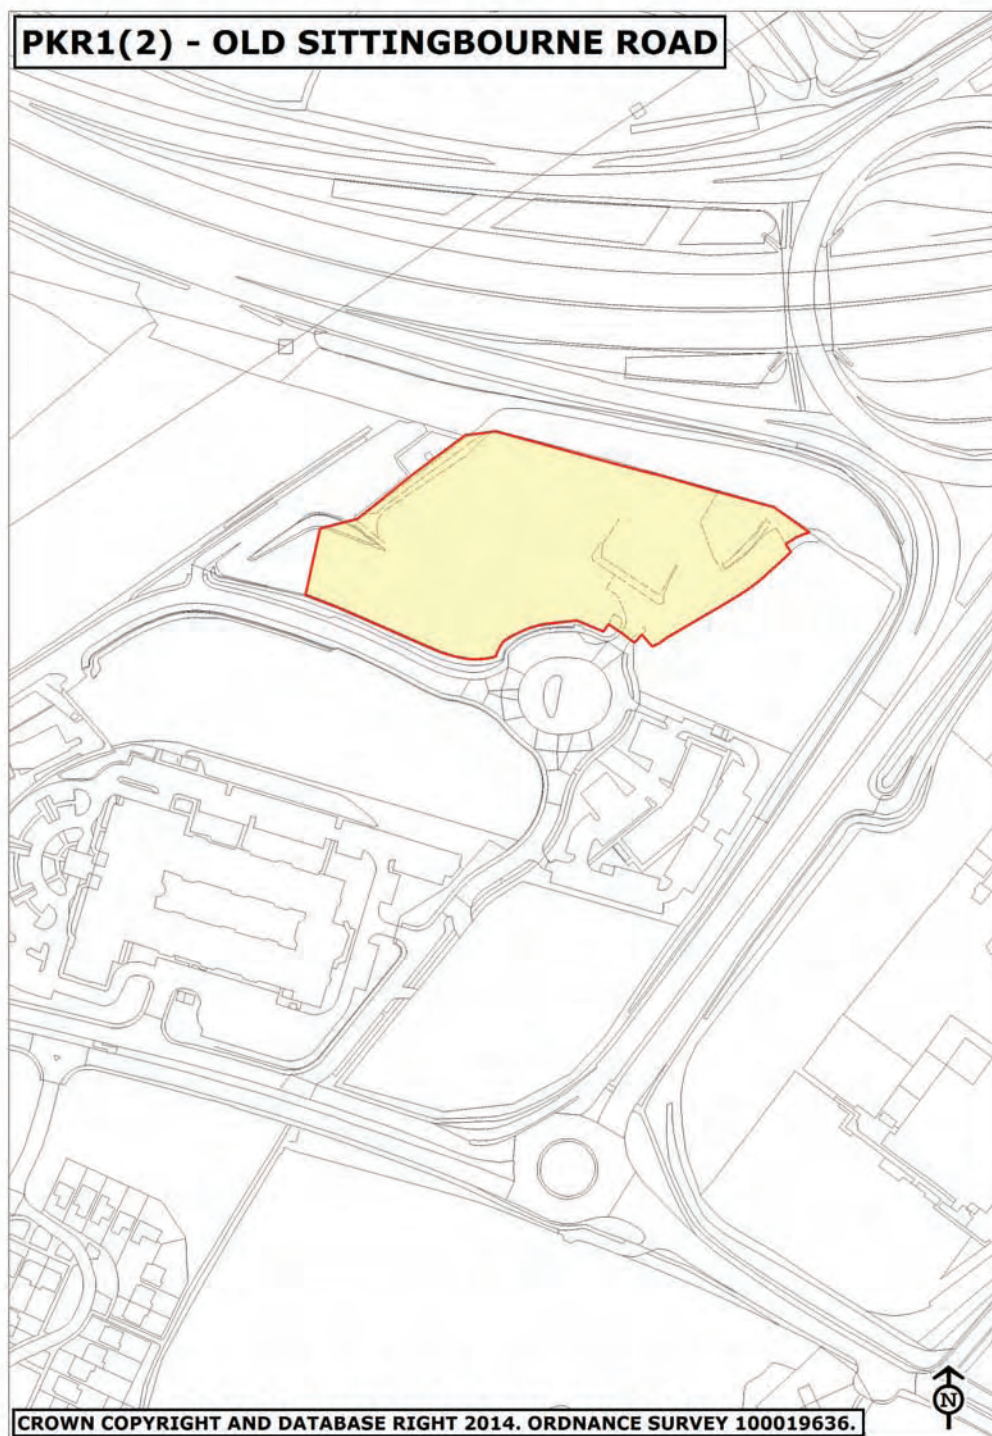 PKR1(2) - OLD SITTINGBOURNE ROAD
N
CROWN COPYRIGHT AND DATABASE RIGHT 2014. ORDNANCE SURVEY 100019636.